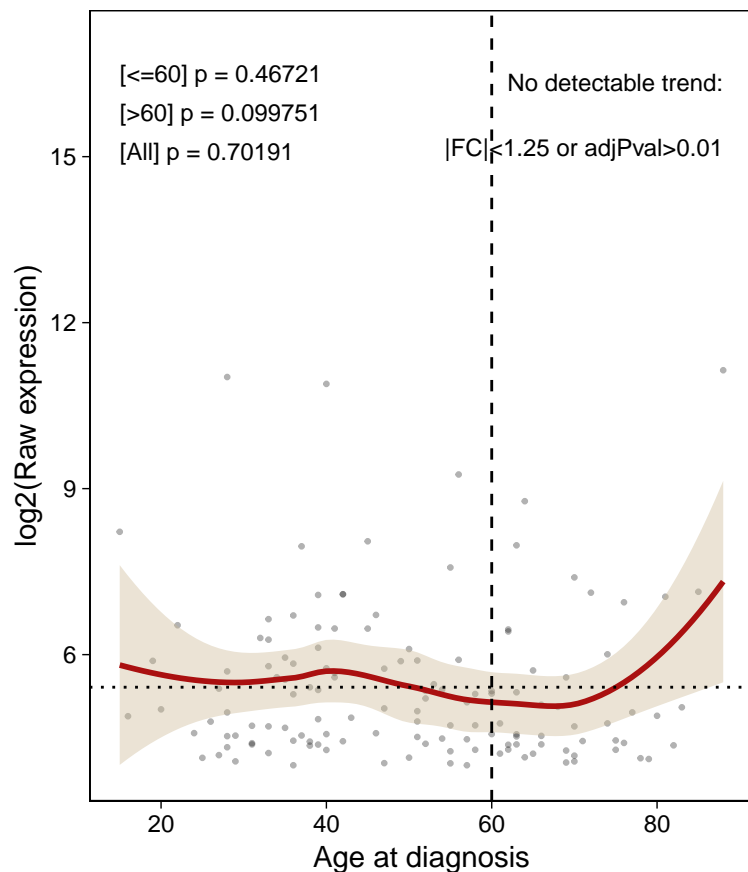 [<=60] p = 0.46721
[>60] p = 0.099751
[All] p = 0.70191
No detectable trend:
|FC|<1.25 or adjPval>0.01
15
12
9
6
log2(Raw expression)
20
40
60
80
Age at diagnosis